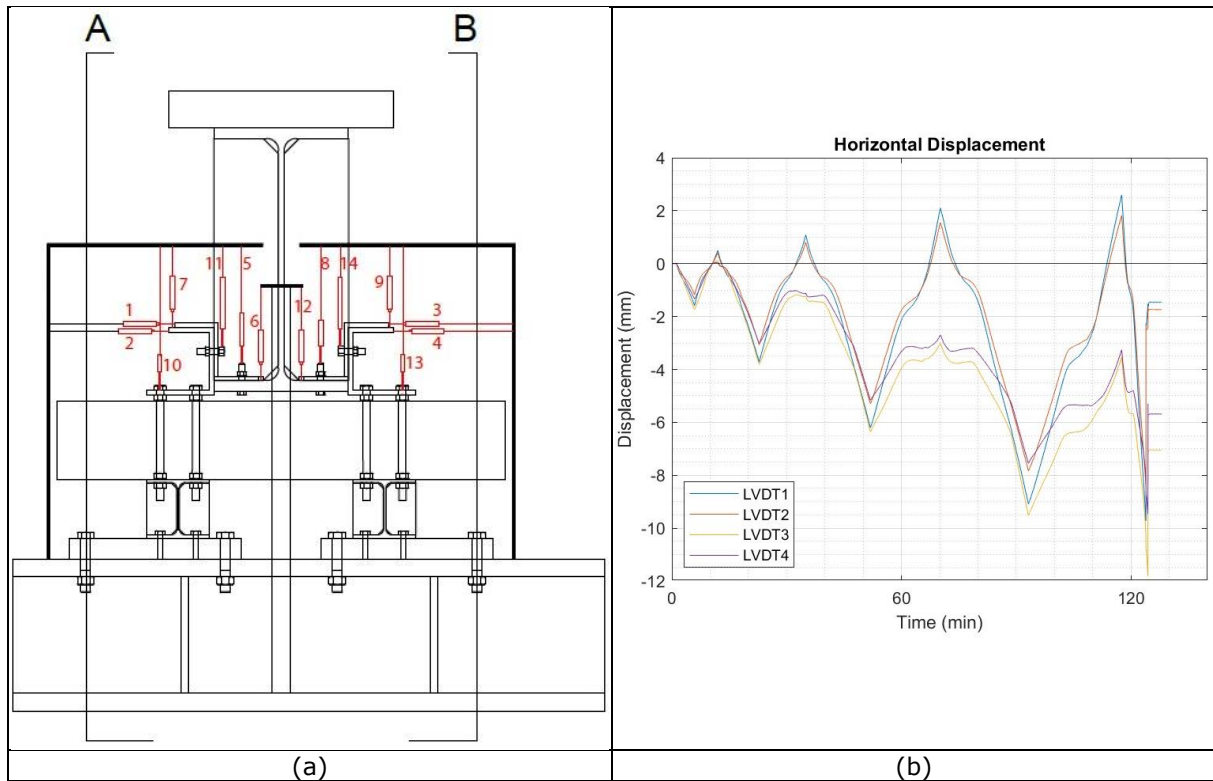 A B
11 5 8 14
7 9
1 6 12 3
2 4
10 13
(a)
Horizontal Displacement
4
2
0
-2
-4
-6
-8
-10
-12
Displacement (mm)
LVDT1
LVDT2
LVDT3
LVDT4
0 60 120
Time (min)
(b)